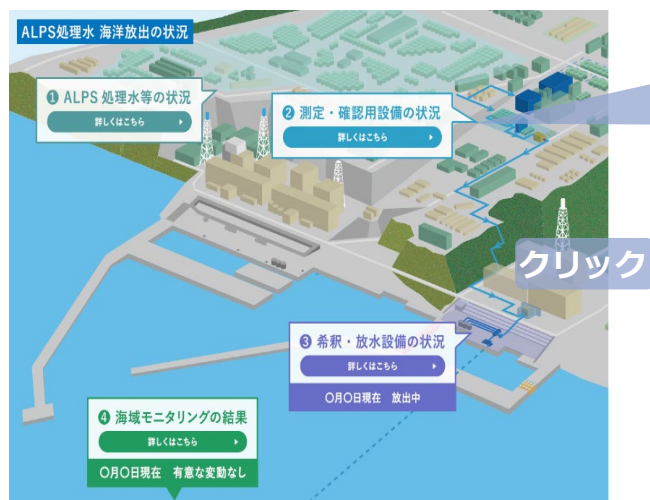 ALPS処理水 海洋放出の状況
❶ ALPS 処理水等の状況
詳しくはこちら
❷ 測定・確認用設備の状況
詳しくはこちら
クリック
❸ 希釈・放水設備の状況
詳しくはこちら
〇月〇日現在 放出中
❹ 海域モニタリングの結果
詳しくはこちら
〇月〇日現在 有意な変動なし